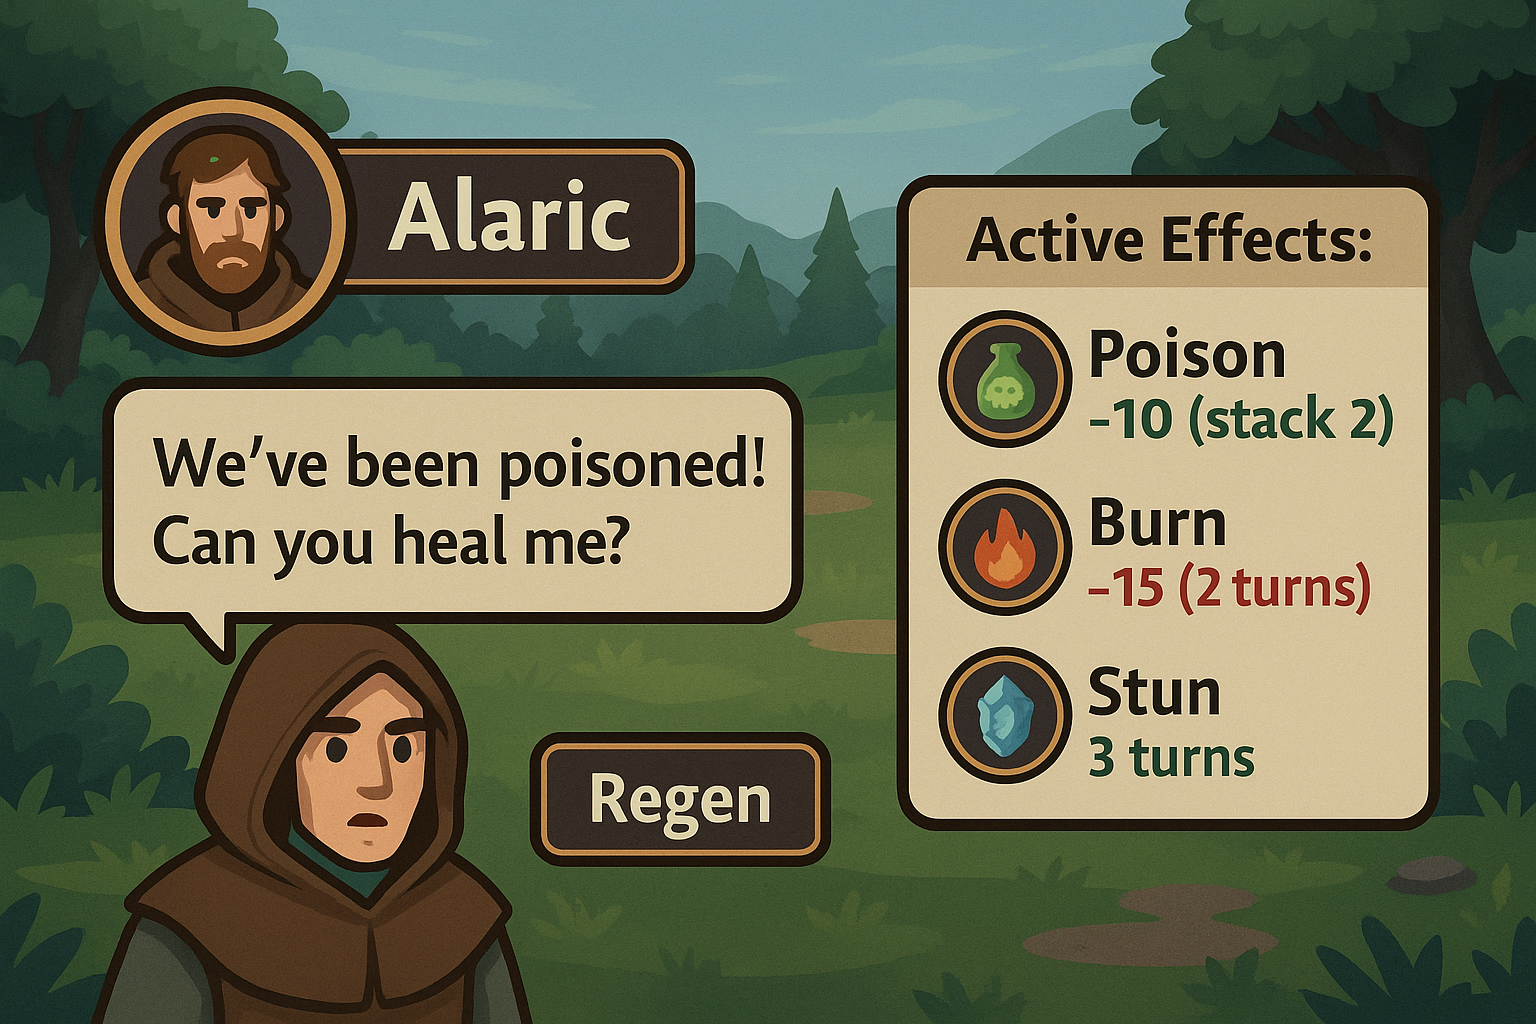 Alaric
We've been poisoned!
Can you heal me?
Regen
Active Effects:
Poison
-10 (stack 2)
Burn
-15 (2 turns)
Stun
3 turns